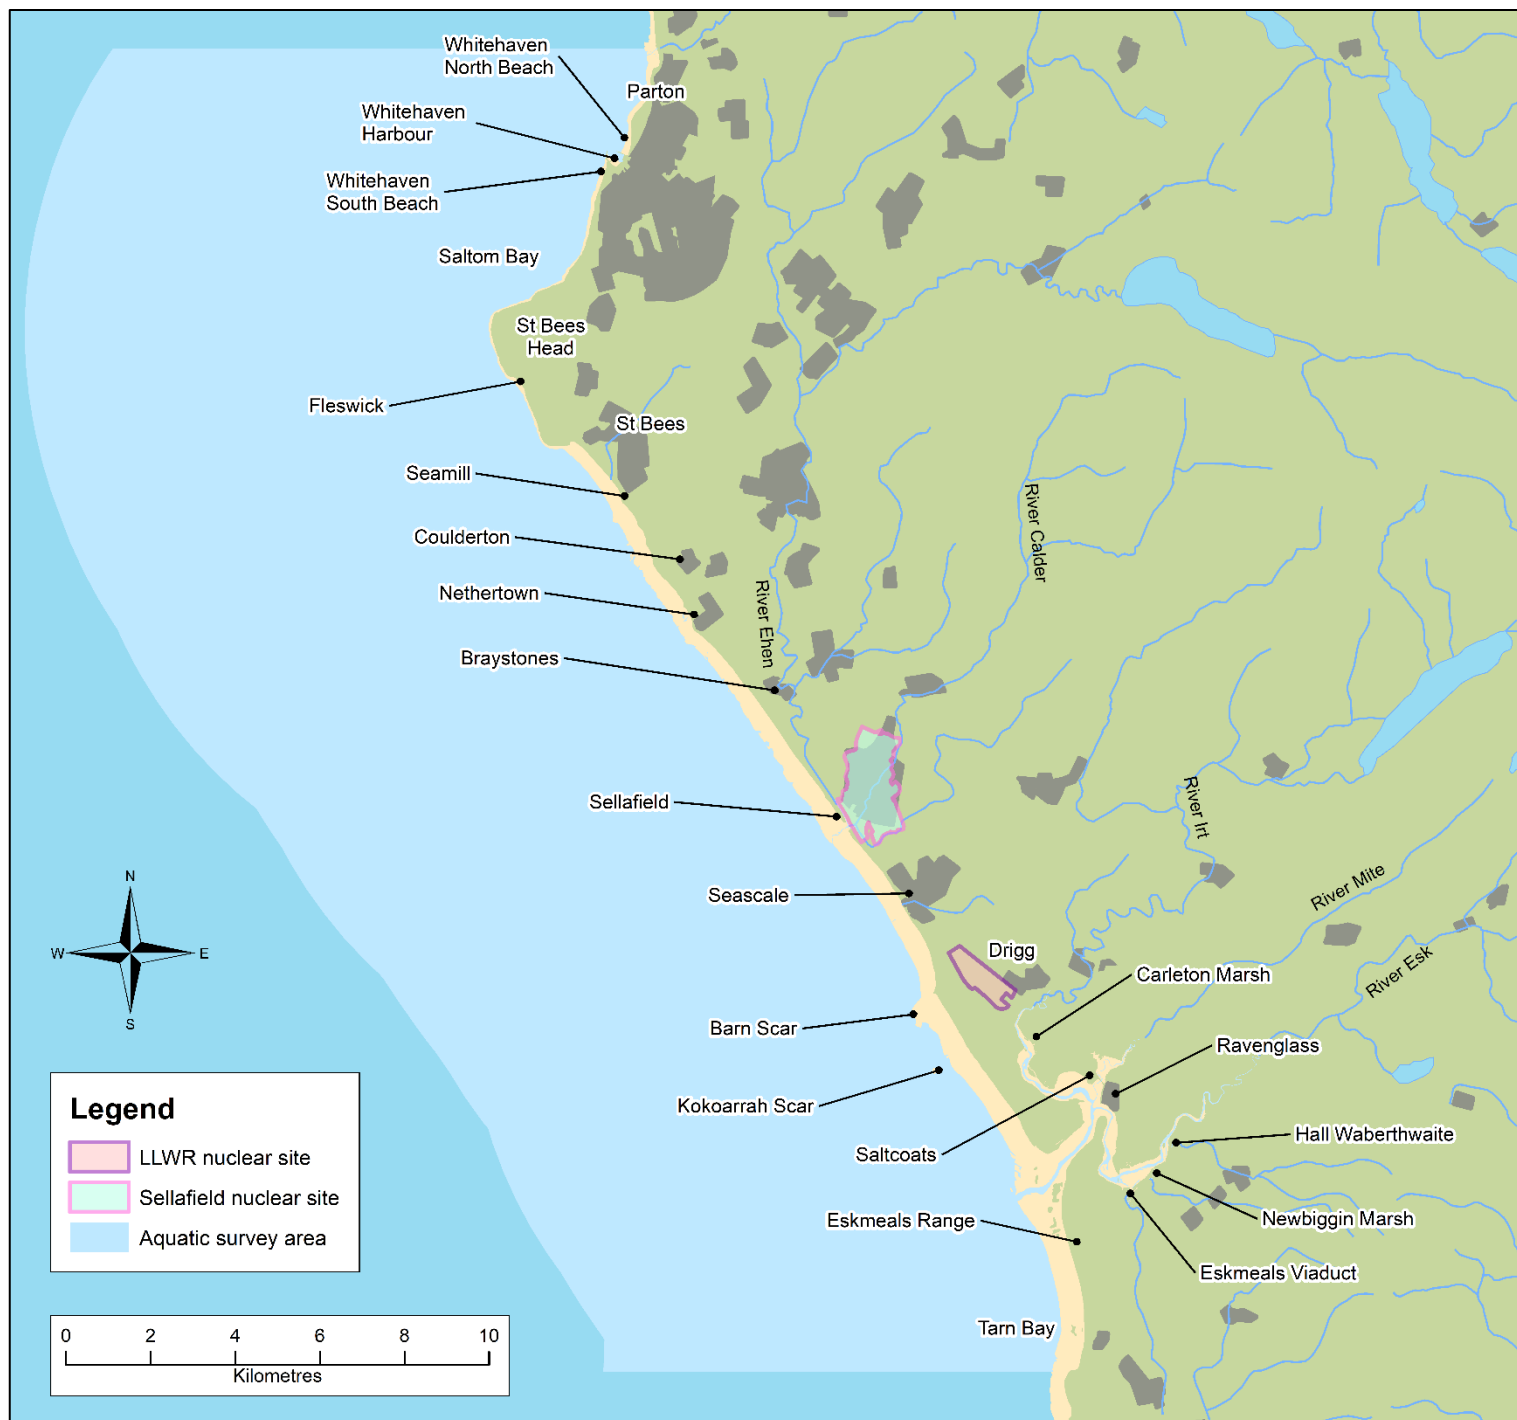 Whitehaven
North Beach
Parton
Whitehaven
Harbour
Whitehaven
South Beach
Saltom Bay
St Bees
Head
Fleswick
St Bees
Seamill
River Calder
Coulderton
Nethertown
River Ehen
Braystones
Sellafield
River Irt
Seascale
River Mite
N
W
E
S
Drigg
River Esk
Carleton Marsh
Barn Scar
Ravenglass
Kokoarrah Scar
Hall Waberthwaite
Saltcoats
Legend
LLWR nuclear site
Sellafield nuclear site
Aquatic survey area
Eskmeals Range
Newbiggin Marsh
Eskmeals Viaduct
Tarn Bay
0 2 4 6 8 10
Kilometres